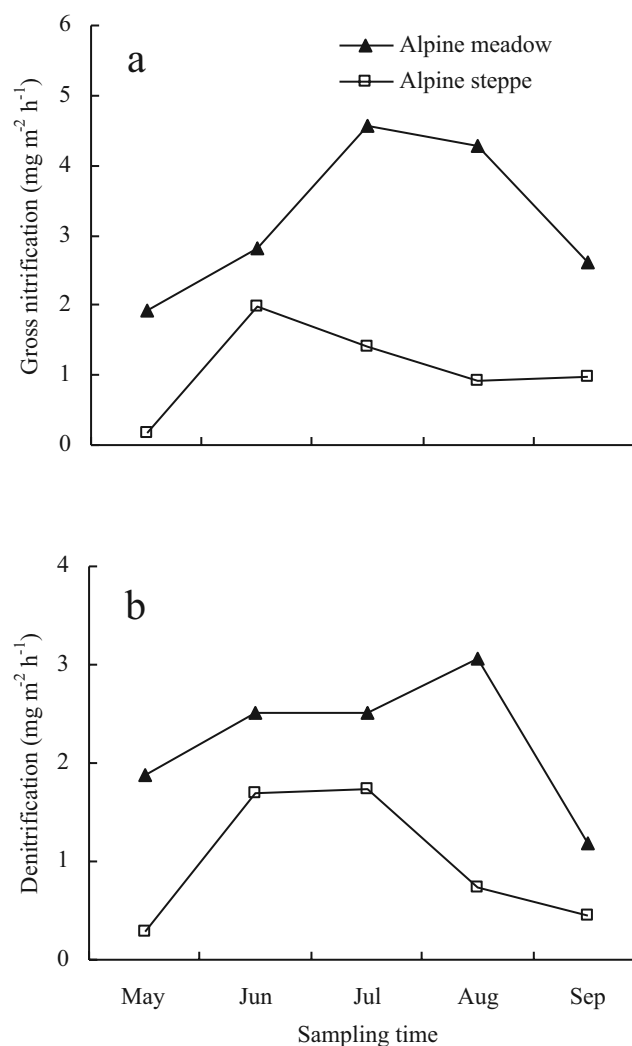 a
Alpine meadow
Alpine steppe
Gross nitrification (mg m⁻² h⁻¹)
6
5
4
3
2
1
0
b
Denitrification (mg m⁻² h⁻¹)
4
3
2
1
0
May Jun Jul Aug Sep
Sampling time